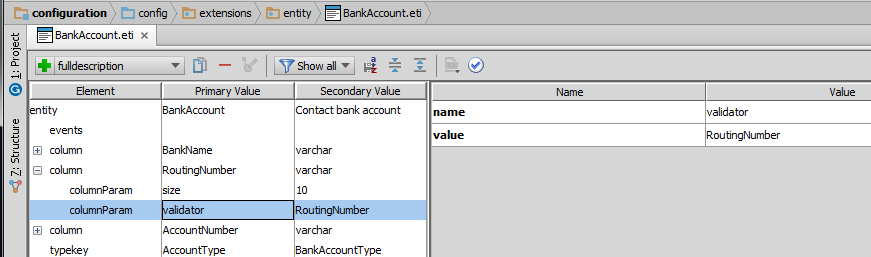 configuration config extensions entity BankAccount.eti
BankAccount.eti
1: Project
Z: Structure
fulldescription Show all
Element Primary Value Secondary Value Name Value
entity BankAccount Contact bank account name validator
events value RoutingNumber
column BankName varchar
column RoutingNumber varchar
columnParam size 10
columnParam validator RoutingNumber
column AccountNumber varchar
typekey AccountType BankAccountType